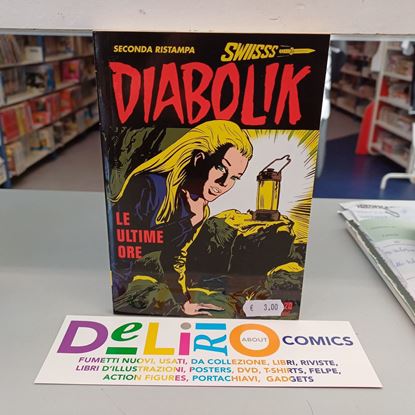 SECONDA RISTAMPA
SWIISSS
DIABOLIK
LE
ULTIME
ORE
€ 3,00
DeLiRiO ABOUT COMICS
FUMETTI NUOVI, USATI, DA COLLEZIONE, LIBRI, RIVISTE,
LIBRI D'ILLUSTRAZIONI, POSTERS, DVD, T-SHIRTS, FELPE,
ACTION FIGURES, PORTACHIAVI, GADGETS